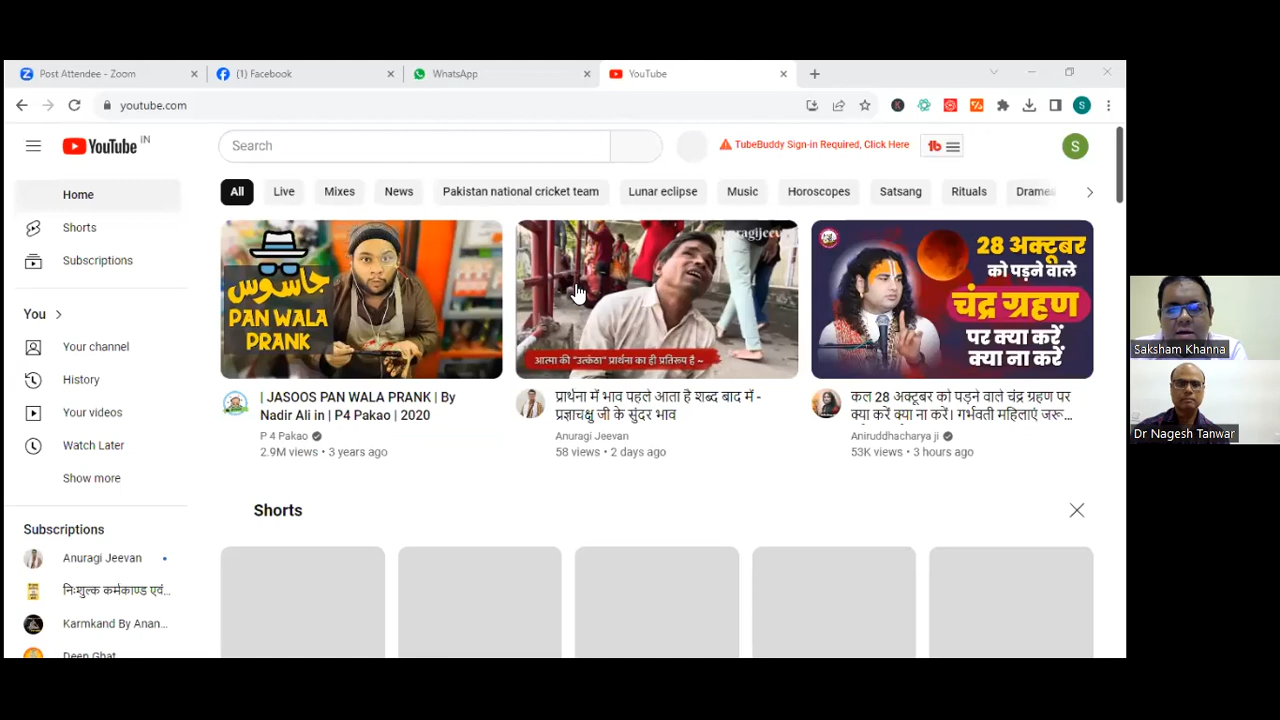 Post Attendee - Zoom
(1) Facebook
WhatsApp
YouTube
youtube.com
S
YouTube IN
Search
TubeBuddy Sign-in Required, Click Here
tb
S
Home
All
Live
Mixes
News
Pakistan national cricket team
Lunar eclipse
Music
Horoscopes
Satsang
Rituals
Dramas
Shorts
Subscriptions
You
Your channel
History
Your videos
Watch Later
Show more
Subscriptions
Anuragi Jeevan
निःशुल्क कर्मकाण्ड एवं...
Karmkand By Anan...
Deep Ghat
جاسوس
PAN WALA
PRANK
| JASOOS PAN WALA PRANK | By
Nadir Ali in | P4 Pakao | 2020
P 4 Pakao
2.9M views • 3 years ago
आत्मा की "उत्कंठा" प्रार्थना का ही प्रतिरूप है ~
प्रार्थना में भाव पहले आता है शब्द बाद में -
प्रज्ञाचक्षु जी के सुंदर भाव
Anuragi Jeevan
58 views • 2 days ago
28 अक्टूबर
को पड़ने वाले
चंद्र ग्रहण
पर क्या करें
क्या ना करें
कल 28 अक्टूबर को पड़ने वाले चंद्र ग्रहण पर
क्या करें क्या ना करें। गर्भवती महिलाएं जरू...
Aniruddhacharya ji
53K views • 3 hours ago
Shorts
Saksham Khanna
Dr Nagesh Tanwar